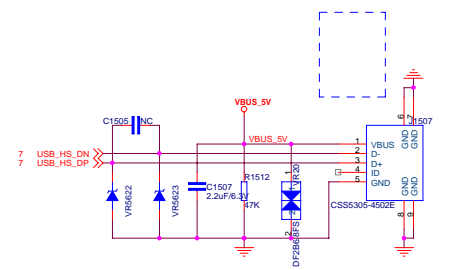 VBUS_5V
C1505
NC
VBUS_5V
J1507
7 USB_HS_DN
7 USB_HS_DP
1 VBUS
2 D-
3 D+
4 ID
5 GND
6 GND
7 GND
8 GND
9 GND
CSS5305-4502E
VR5622
VR5623
C1507
2.2uF/6.3V
R1512
47K
1
VR20
2
DF2B6.8FS